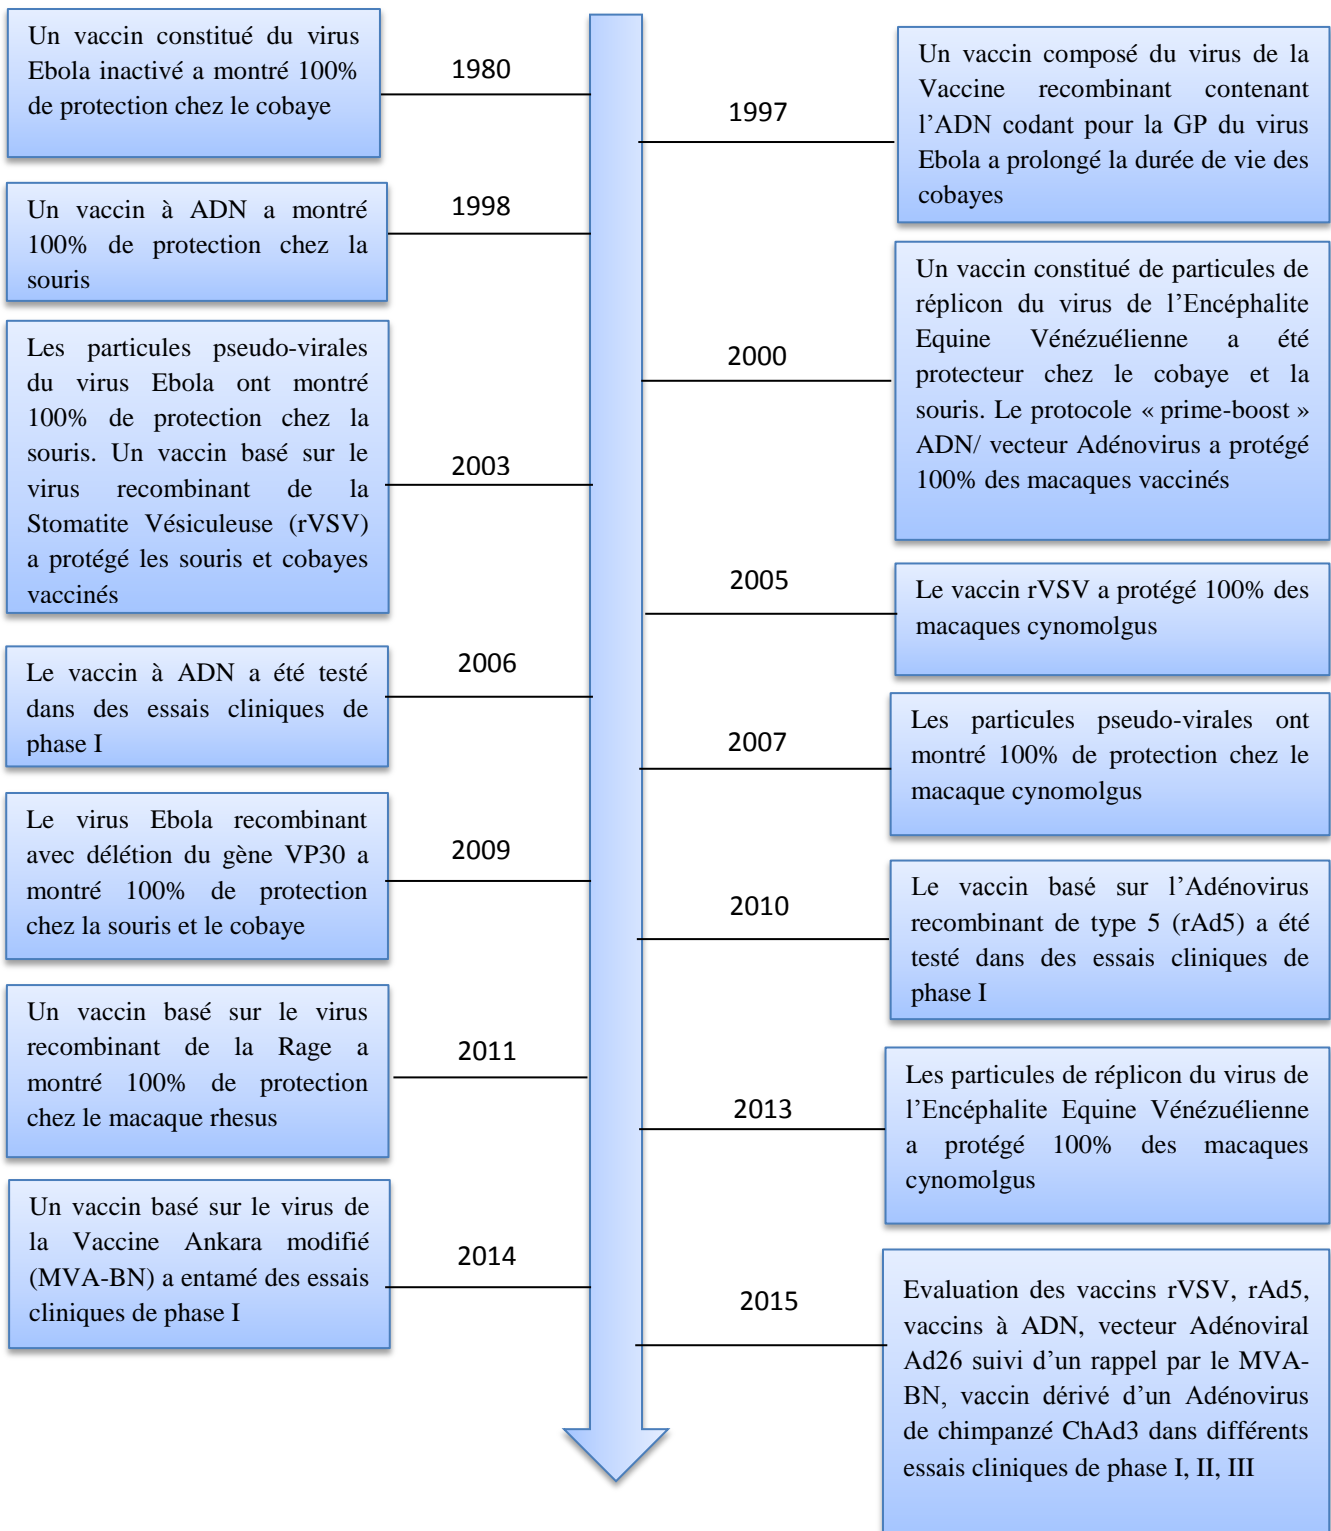 Un vaccin constitué du virus
Ebola inactivé a montré 100%
de protection chez le cobaye
1980
1997
Un vaccin composé du virus de la
Vaccine recombinant contenant
l’ADN codant pour la GP du virus
Ebola a prolongé la durée de vie des
cobayes
Un vaccin à ADN a montré
100% de protection chez la
souris
1998
2000
Un vaccin constitué de particules de
réplicon du virus de l’Encéphalite
Equine Vénézuélienne a été
protecteur chez le cobaye et la
souris. Le protocole « prime-boost »
ADN/ vecteur Adénovirus a protégé
100% des macaques vaccinés
Les particules pseudo-virales
du virus Ebola ont montré
100% de protection chez la
souris. Un vaccin basé sur le
virus recombinant de la
Stomatite Vésiculeuse (rVSV)
a protégé les souris et cobayes
vaccinés
2003
2005
Le vaccin rVSV a protégé 100% des
macaques cynomolgus
Le vaccin à ADN a été testé
dans des essais cliniques de
phase I
2006
2007
Les particules pseudo-virales ont
montré 100% de protection chez le
macaque cynomolgus
Le virus Ebola recombinant
avec délétion du gène VP30 a
montré 100% de protection
chez la souris et le cobaye
2009
2010
Le vaccin basé sur l’Adénovirus
recombinant de type 5 (rAd5) a été
testé dans des essais cliniques de
phase I
Un vaccin basé sur le virus
recombinant de la Rage a
montré 100% de protection
chez le macaque rhesus
2011
2013
Les particules de réplicon du virus de
l’Encéphalite Equine Vénézuélienne
a protégé 100% des macaques
cynomolgus
Un vaccin basé sur le virus de
la Vaccine Ankara modifié
(MVA-BN) a entamé des essais
cliniques de phase I
2014
2015
Evaluation des vaccins rVSV, rAd5,
vaccins à ADN, vecteur Adénoviral
Ad26 suivi d’un rappel par le MVA-
BN, vaccin dérivé d’un Adénovirus
de chimpanzé ChAd3 dans différents
essais cliniques de phase I, II, III